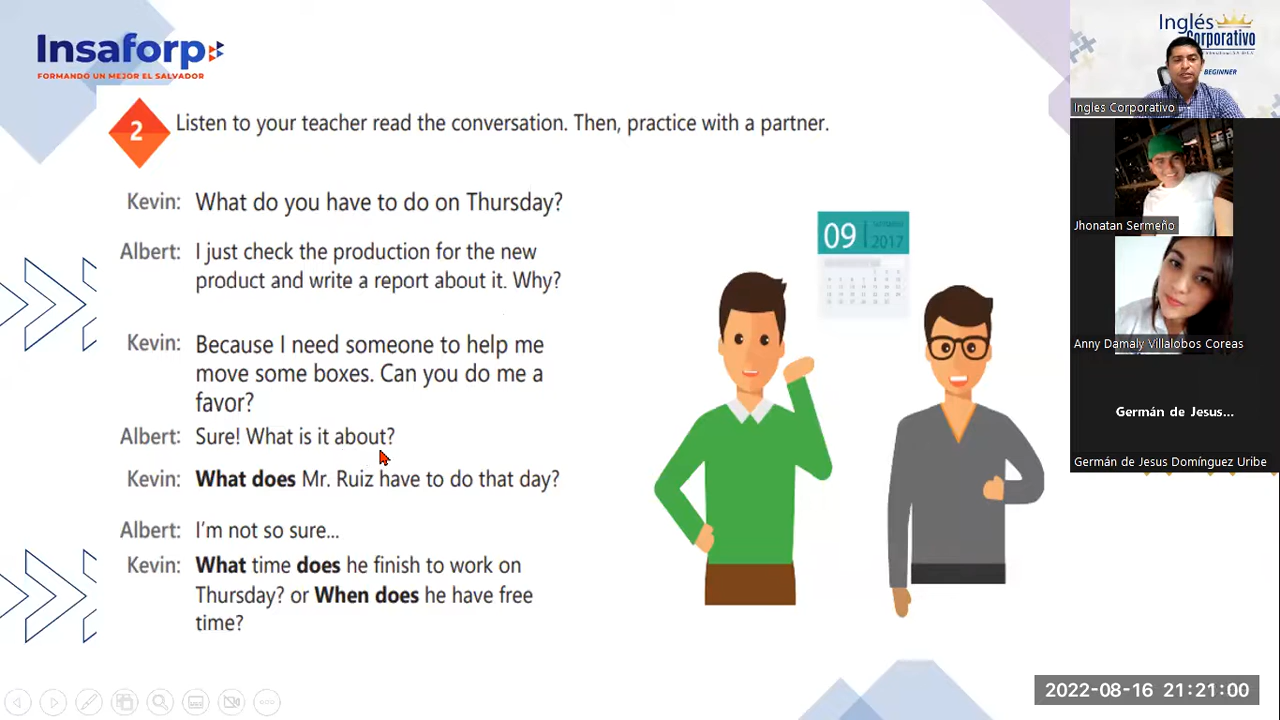 Insaforp
FORMANDO UN MEJOR EL SALVADOR
2
Listen to your teacher read the conversation. Then, practice with a partner.
Kevin: What do you have to do on Thursday?
Albert: I just check the production for the new
product and write a report about it. Why?
Kevin: Because I need someone to help me
move some boxes. Can you do me a
favor?
Albert: Sure! What is it about?
Kevin: What does Mr. Ruiz have to do that day?
Albert: I'm not so sure...
Kevin: What time does he finish to work on
Thursday? or When does he have free
time?
09
2017
Inglés
Corporativo
BEGINNER
Ingles Corporativo
Jhonatan Sermeño
Anny Damaly Villalobos Coreas
Germán de Jesus...
Germán de Jesus Domínguez Uribe
2022-08-16 21:21:00